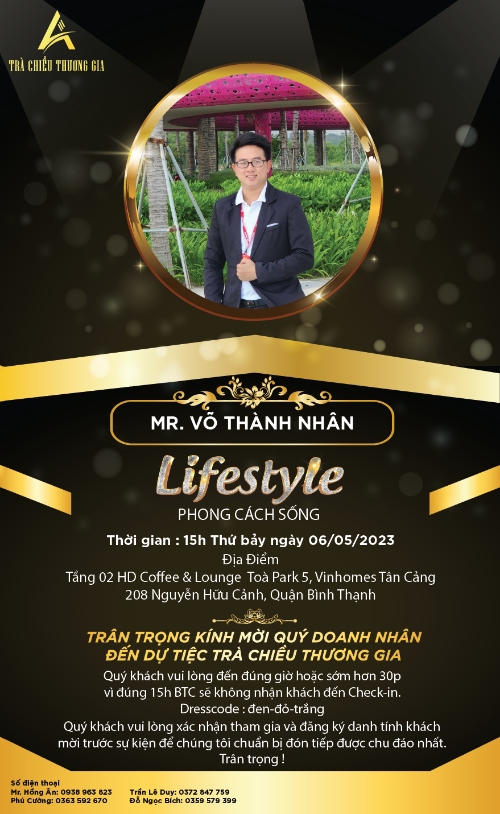 TRÀ CHIỀU THƯƠNG GIA
MR. VÕ THÀNH NHÂN
Lifestyle
PHONG CÁCH SỐNG
Thời gian : 15h Thứ bảy ngày 06/05/2023
Địa Điểm
Tầng 02 HD Coffee & Lounge Toà Park 5, Vinhomes Tân Cảng
208 Nguyễn Hữu Cảnh, Quận Bình Thạnh
TRÂN TRỌNG KÍNH MỜI QUÝ DOANH NHÂN
ĐẾN DỰ TIỆC TRÀ CHIỀU THƯƠNG GIA
Quý khách vui lòng đến đúng giờ hoặc sớm hơn 30p
vì đúng 15h BTC sẽ không nhận khách đến Check-in.
Dresscode : đen-đỏ-trắng
Quý khách vui lòng xác nhận tham gia và đăng ký danh tính khách
mời trước sự kiện để chúng tôi chuẩn bị đón tiếp được chu đáo nhất.
Trân trọng !
Số điện thoại
Mr. Hồng Ân: 0938 963 823 Trần Lê Duy: 0372 847 759
Phú Cường: 0363 592 670 Đỗ Ngọc Bích: 0359 579 399